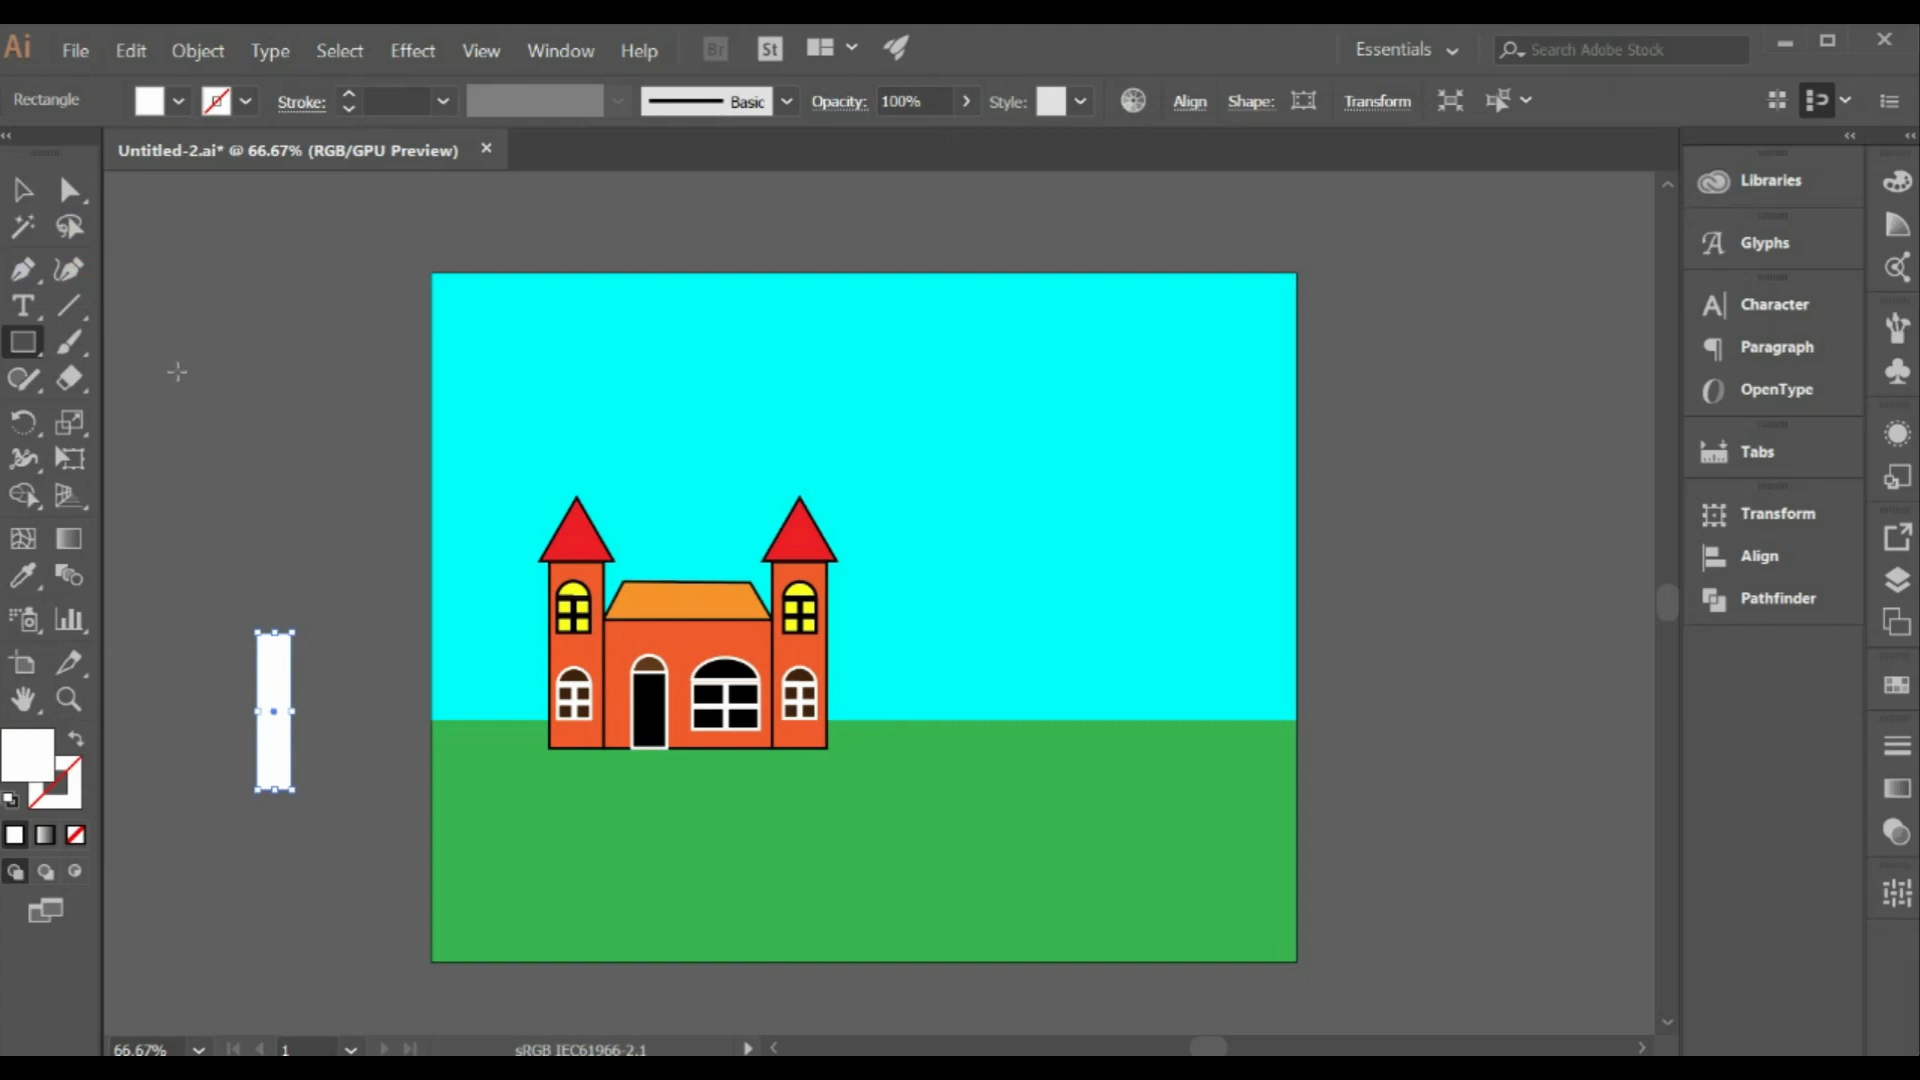 Ai File Edit Object Type Select Effect View Window Help Br St Essentials Search Adobe Stock
Rectangle Stroke: Basic Opacity: 100% Style: Align Shape: Transform
Untitled-2.ai* @ 66.67% (RGB/GPU Preview) ×
Libraries
Glyphs
Character
Paragraph
OpenType
Tabs
Transform
Align
Pathfinder
66.67% 1 sRGB IEC61966-2.1